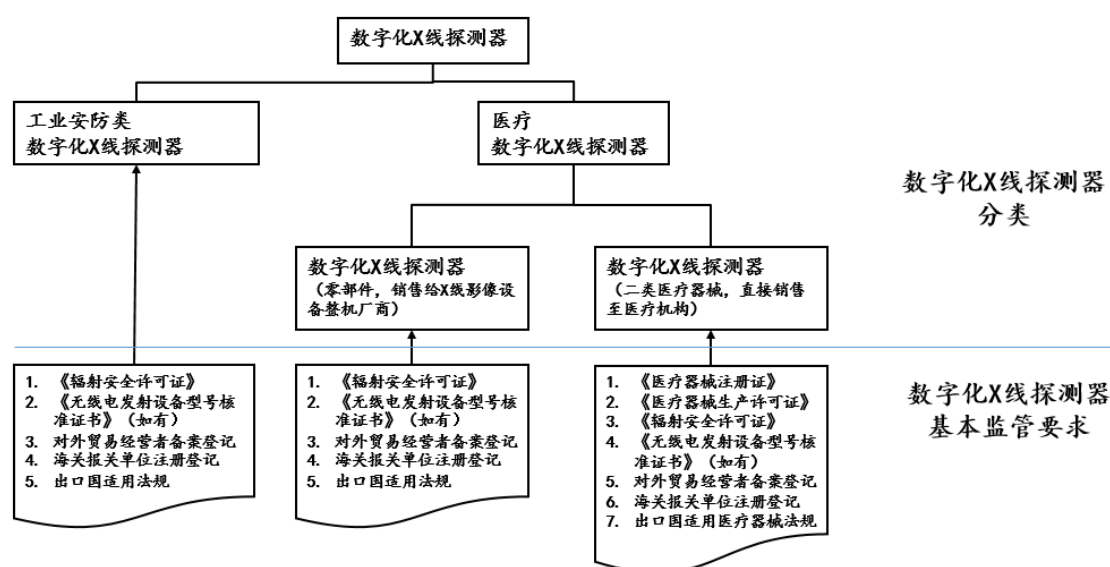 数字化X线探测器
工业安防类
数字化X线探测器
医疗
数字化X线探测器
数字化X线探测器
分类
数字化X线探测器
（零部件，销售给X线影像设
备整机厂商）
数字化X线探测器
（二类医疗器械，直接销售
至医疗机构）
1. 《辐射安全许可证》
2. 《无线电发射设备型号核
准证书》（如有）
3. 对外贸易经营者备案登记
4. 海关报关单位注册登记
5. 出口国适用法规
1. 《辐射安全许可证》
2. 《无线电发射设备型号核
准证书》（如有）
3. 对外贸易经营者备案登记
4. 海关报关单位注册登记
5. 出口国适用法规
1. 《医疗器械注册证》
2. 《医疗器械生产许可证》
3. 《辐射安全许可证》
4. 《无线电发射设备型号核
准证书》（如有）
5. 对外贸易经营者备案登记
6. 海关报关单位注册登记
7. 出口国适用医疗器械法规
数字化X线探测器
基本监管要求